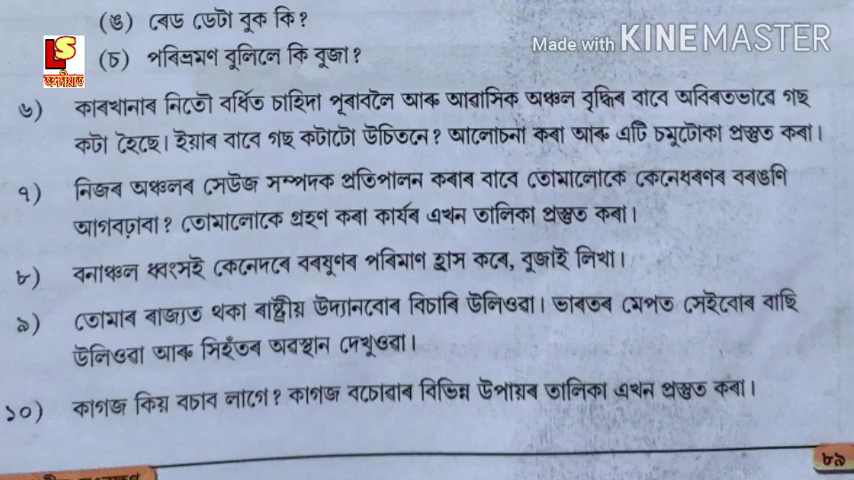 (ঙ) ৰেড ডেটা বুক কি?
Made with KINEMASTER
LS
অসমীয়াত
(চ) পৰিভ্ৰমণ বুলিলে কি বুজা?
৬) কাৰখানাৰ নিতৌ বৰ্ধিত চাহিদা পূৰাবলৈ আৰু আৱাসিক অঞ্চল বৃদ্ধিৰ বাবে অবিৰতভাৱে গছ
কটা হৈছে। ইয়াৰ বাবে গছ কটাটো উচিতনে? আলোচনা কৰা আৰু এটি চমুটোকা প্ৰস্তুত কৰা।
৭) নিজৰ অঞ্চলৰ সেউজ সম্পদক প্ৰতিপালন কৰাৰ বাবে তোমালোকে কেনেধৰণৰ বৰঙণি
আগবঢ়াবা? তোমালোকে গ্ৰহণ কৰা কাৰ্যৰ এখন তালিকা প্ৰস্তুত কৰা।
৮) বনাঞ্চল ধ্বংসই কেনেদৰে বৰষুণৰ পৰিমাণ হ্ৰাস কৰে, বুজাই লিখা।
৯) তোমাৰ ৰাজ্যত থকা ৰাষ্ট্ৰীয় উদ্যানবোৰ বিচাৰি উলিওৱা। ভাৰতৰ মেপত সেইবোৰ বাছি
উলিওৱা আৰু সিহঁতৰ অৱস্থান দেখুওৱা।
১০) কাগজ কিয় বচাব লাগে? কাগজ বচোৱাৰ বিভিন্ন উপায়ৰ তালিকা এখন প্ৰস্তুত কৰা।
৮৯